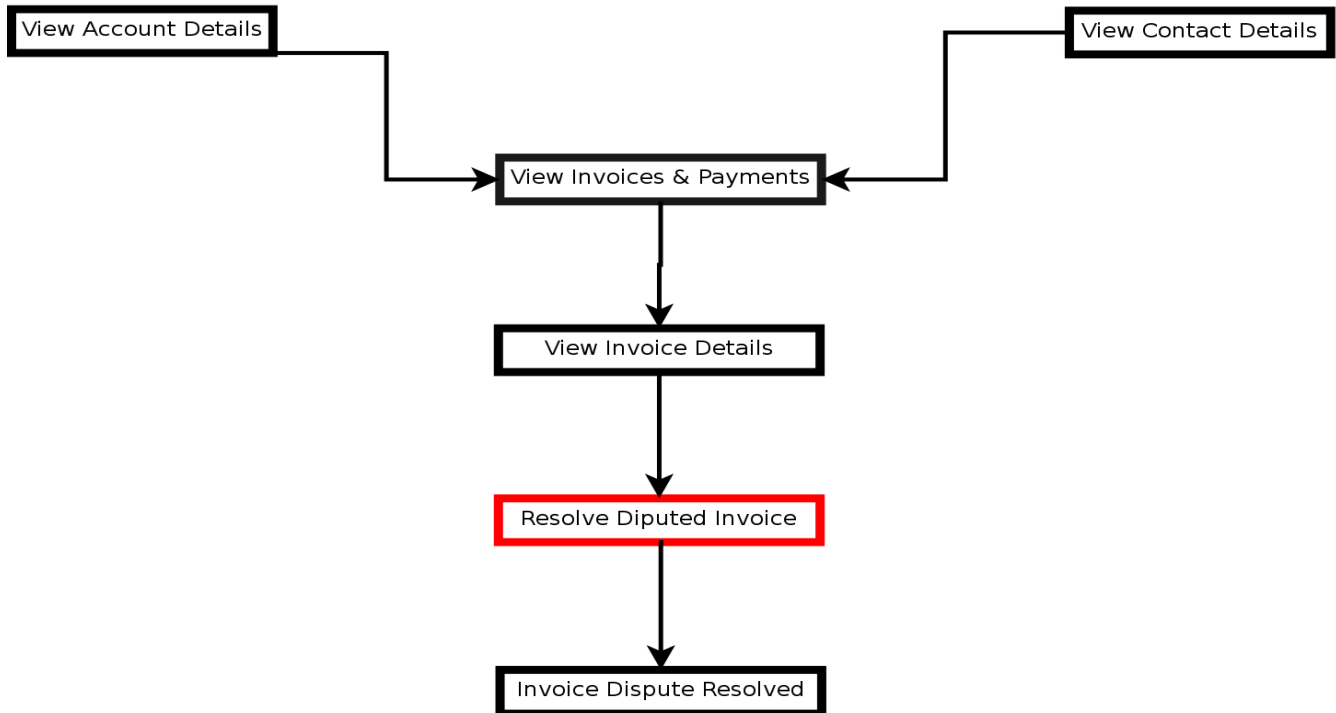 View Account Details
View Contact Details
View Invoices & Payments
View Invoice Details
Resolve Diputed Invoice
Invoice Dispute Resolved